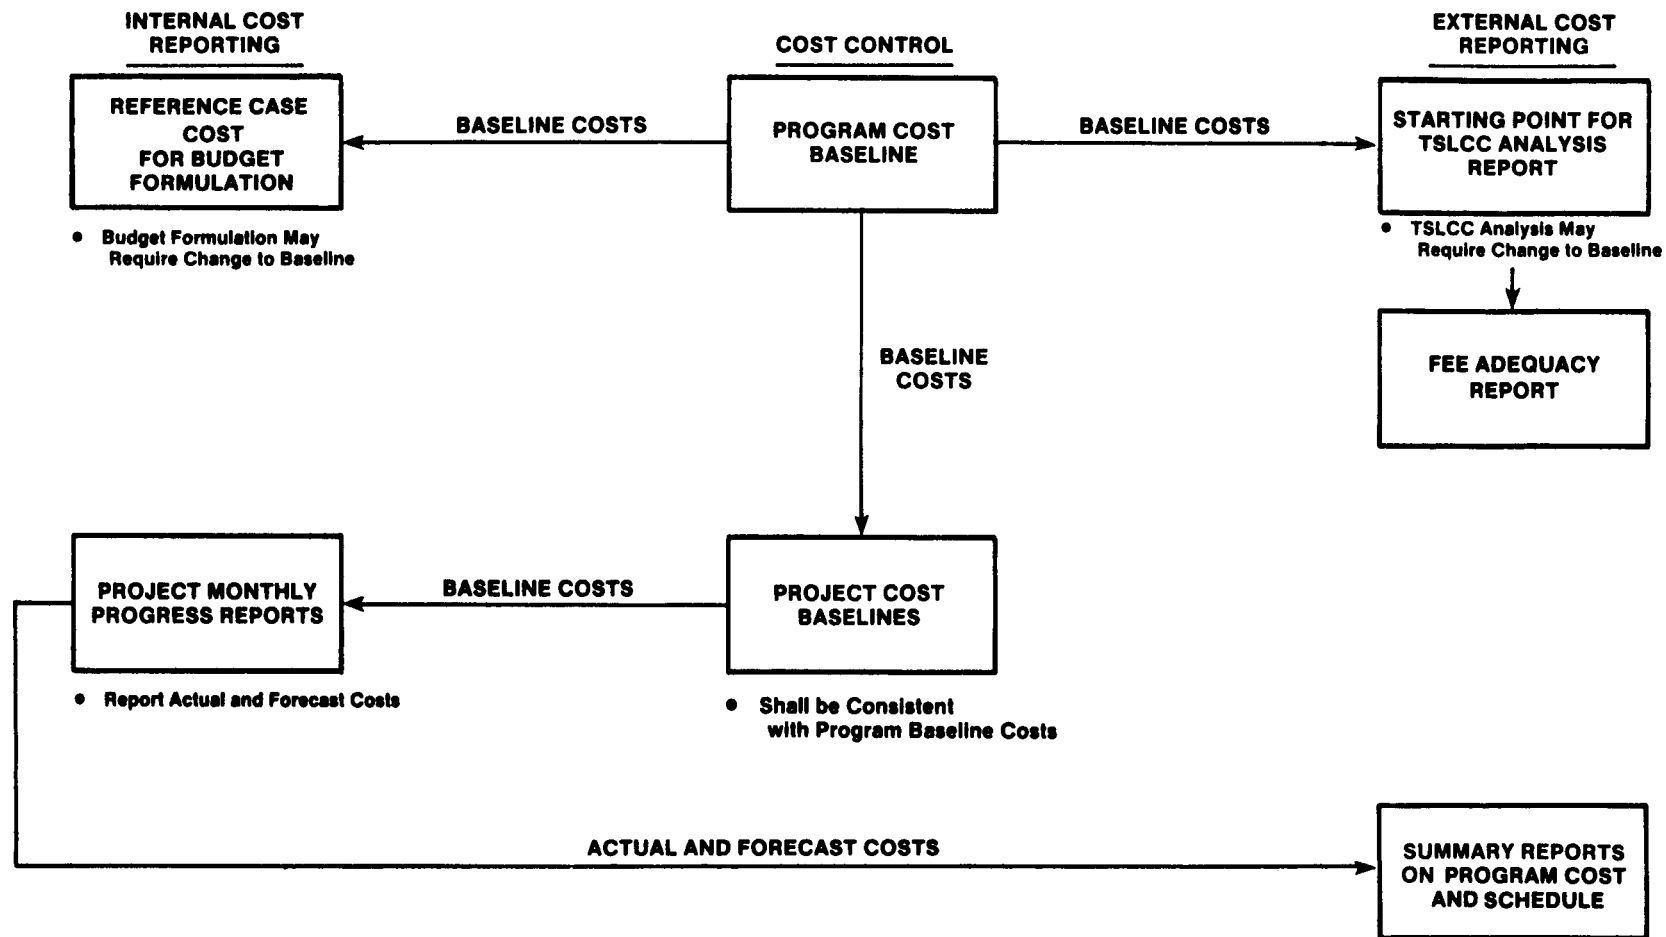 INTERNAL COST
REPORTING
COST CONTROL
EXTERNAL COST
REPORTING
REFERENCE CASE
COST
FOR BUDGET
FORMULATION
BASELINE COSTS
PROGRAM COST
BASELINE
BASELINE COSTS
STARTING POINT FOR
TSLCC ANALYSIS
REPORT
• Budget Formulation May
Require Change to Baseline
• TSLCC Analysis May
Require Change to Baseline
BASELINE
COSTS
FEE ADEQUACY
REPORT
PROJECT MONTHLY
PROGRESS REPORTS
BASELINE COSTS
PROJECT COST
BASELINES
• Report Actual and Forecast Costs
• Shall be Consistent
with Program Baseline Costs
ACTUAL AND FORECAST COSTS
SUMMARY REPORTS
ON PROGRAM COST
AND SCHEDULE